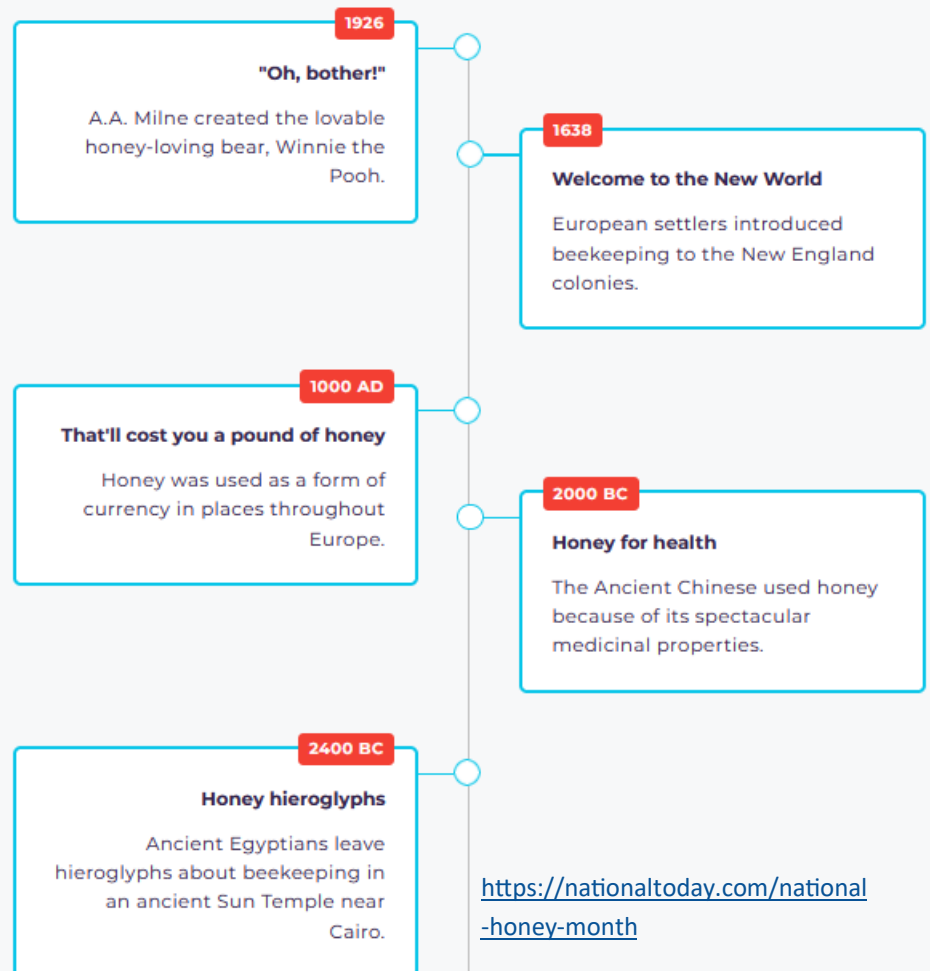 1926
"Oh, bother!"
A.A. Milne created the lovable
honey-loving bear, Winnie the
Pooh.
1638
Welcome to the New World
European settlers introduced
beekeeping to the New England
colonies.
1000 AD
That'll cost you a pound of honey
Honey was used as a form of
currency in places throughout
Europe.
2000 BC
Honey for health
The Ancient Chinese used honey
because of its spectacular
medicinal properties.
2400 BC
Honey hieroglyphs
Ancient Egyptians leave
hieroglyphs about beekeeping in
an ancient Sun Temple near
Cairo.
https://nationaltoday.com/national
-honey-month